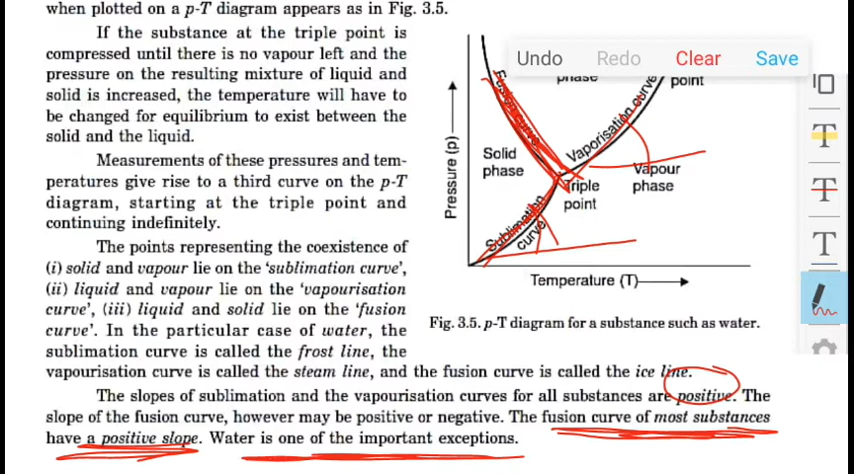 when plotted on a p-T diagram appears as in Fig. 3.5.
If the substance at the triple point is
compressed until there is no vapour left and the
pressure on the resulting mixture of liquid and
solid is increased, the temperature will have to
be changed for equilibrium to exist between the
solid and the liquid.
Measurements of these pressures and tem-
peratures give rise to a third curve on the p-T
diagram, starting at the triple point and
continuing indefinitely.
The points representing the coexistence of
(i) solid and vapour lie on the ‘sublimation curve’,
(ii) liquid and vapour lie on the ‘vapourisation
curve’, (iii) liquid and solid lie on the ‘fusion
curve’. In the particular case of water, the
sublimation curve is called the frost line, the
vapourisation curve is called the steam line, and the fusion curve is called the ice line.
The slopes of sublimation and the vapourisation curves for all substances are positive. The
slope of the fusion curve, however may be positive or negative. The fusion curve of most substances
have a positive slope. Water is one of the important exceptions.
Undo Redo Clear Save
phase
point
Fusion curve
Vaporisation curve
Solid
phase
Vapour
phase
Triple
point
Sublimation
curve
Pressure (p)
Temperature (T)
Fig. 3.5. p-T diagram for a substance such as water.
T
T
T